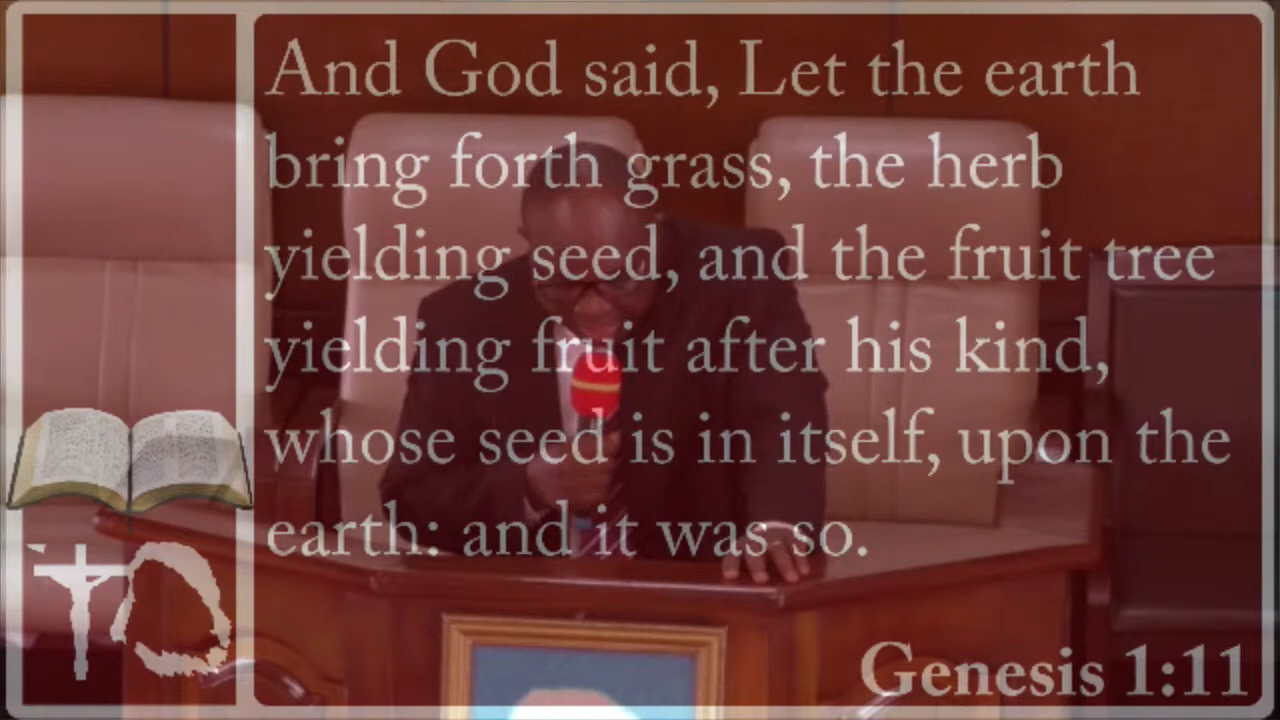 And God said, Let the earth
bring forth grass, the herb
yielding seed, and the fruit tree
yielding fruit after his kind,
whose seed is in itself, upon the
earth: and it was so.
Genesis 1:11